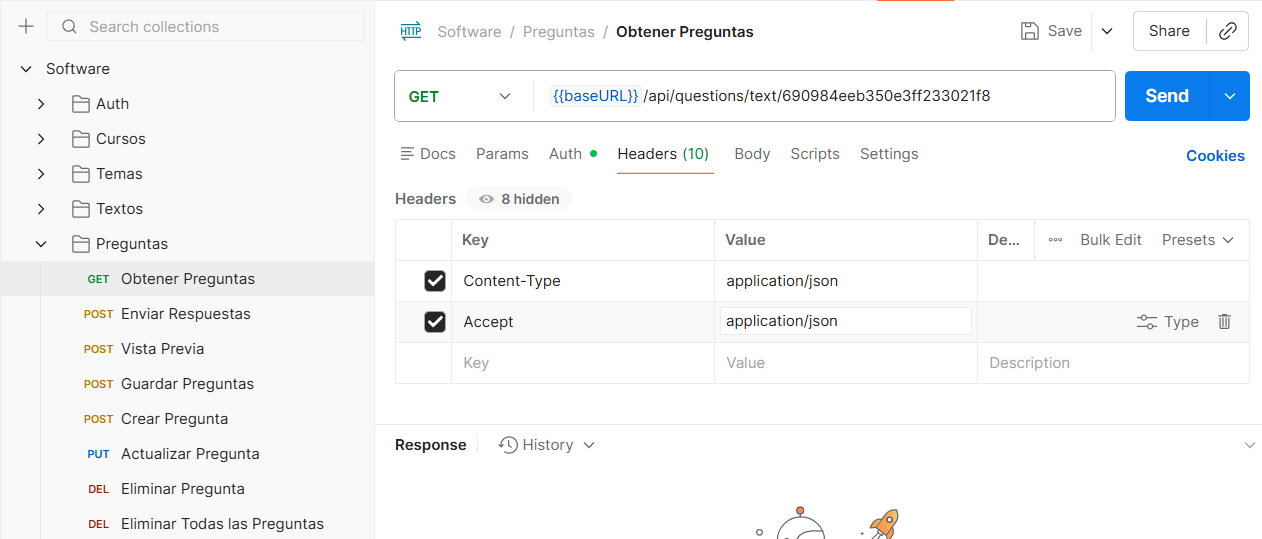 Search collections
Software
Auth
Cursos
Temas
Textos
Preguntas
GET Obtener Preguntas
POST Enviar Respuestas
POST Vista Previa
POST Guardar Preguntas
POST Crear Pregunta
PUT Actualizar Pregunta
DEL Eliminar Pregunta
DEL Eliminar Todas las Preguntas
HTTP Software / Preguntas / Obtener Preguntas
Save
Share
GET {{baseURL}}/api/questions/text/690984eeb350e3ff233021f8
Send
Docs Params Auth Headers (10) Body Scripts Settings
Cookies
Headers 8 hidden
Key Value De... Bulk Edit Presets
Content-Type application/json
Accept application/json Type
Key Value Description
Response History